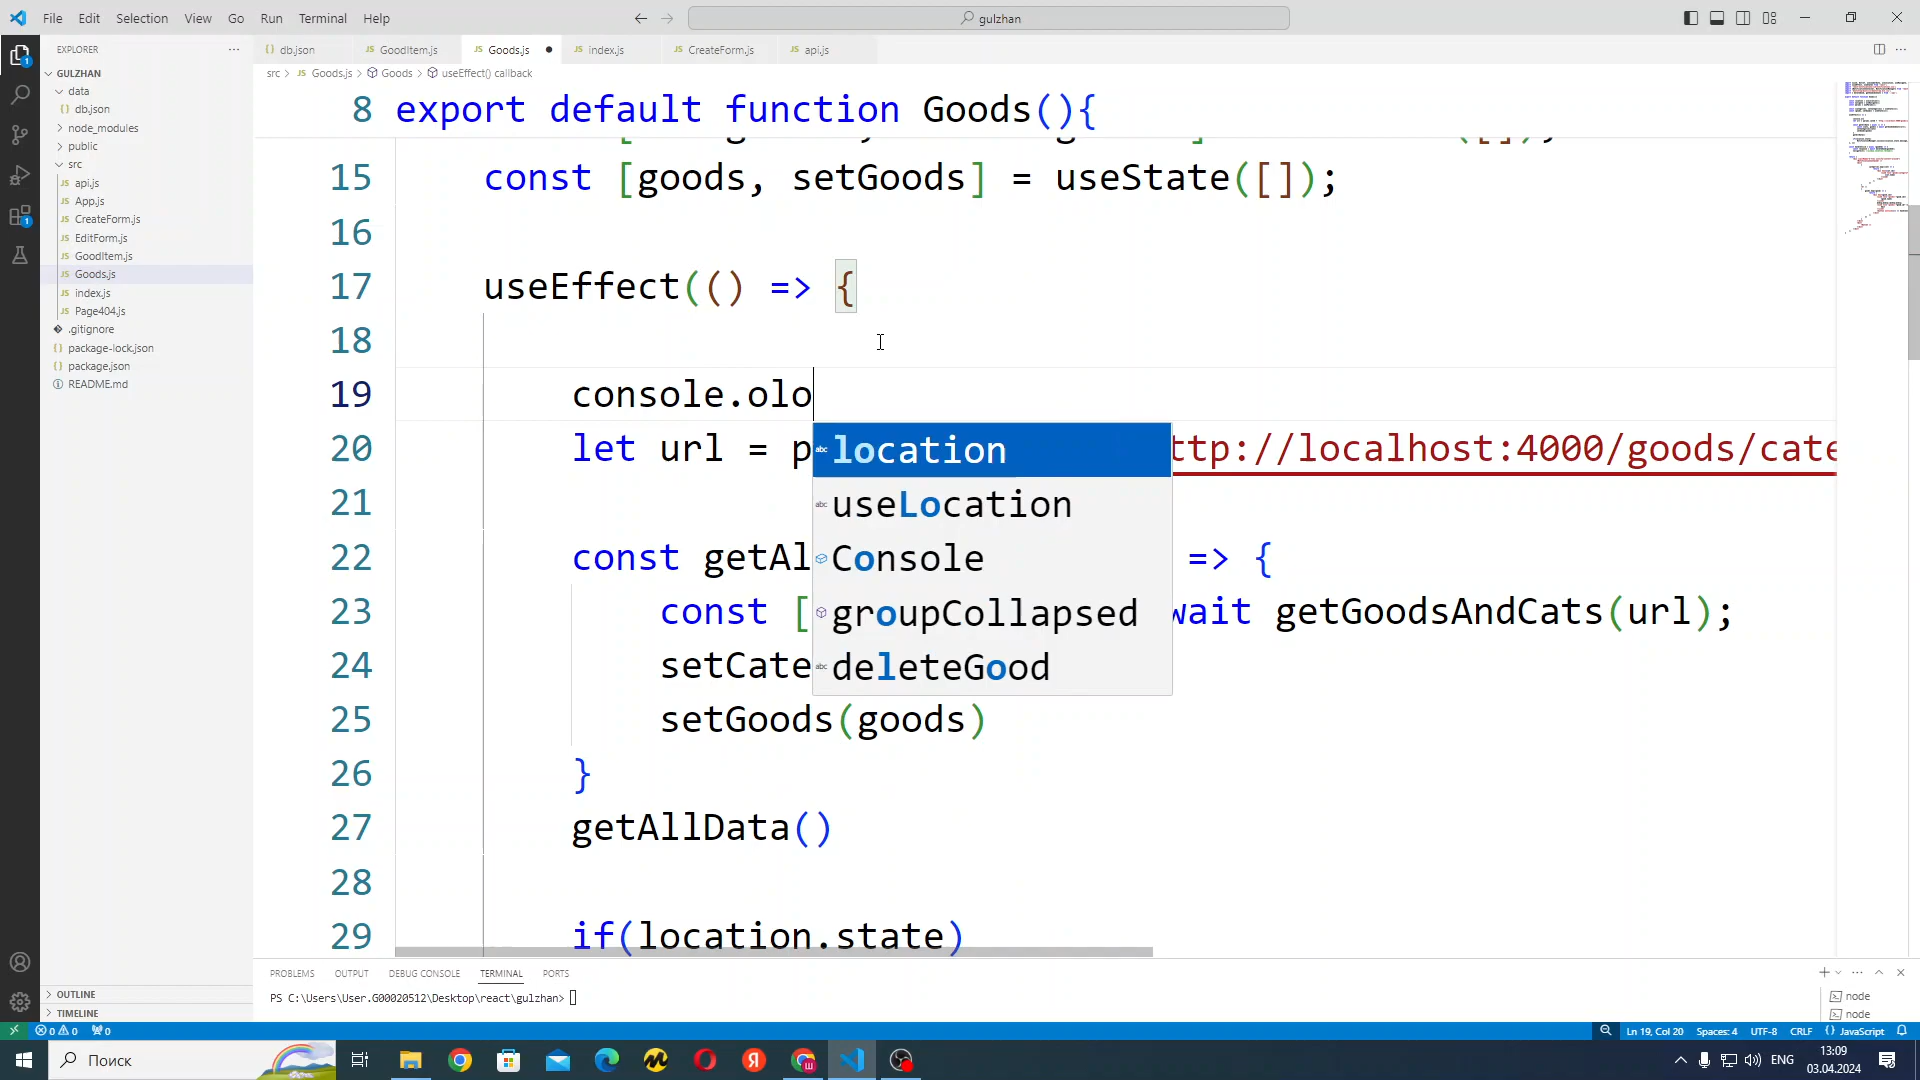 File Edit Selection View Go Run Terminal Help
gulzhan
EXPLORER
GULZHAN
data
db.json
node_modules
public
src
api.js
App.js
CreateForm.js
EditForm.js
GoodItem.js
Goods.js
index.js
Page404.js
.gitignore
package-lock.json
package.json
README.md
OUTLINE
TIMELINE
db.json GoodItem.js Goods.js index.js CreateForm.js api.js
src > Goods.js > Goods > useEffect() callback
8 export default function Goods(){
15 const [goods, setGoods] = useState([]);
16
17 useEffect(() => {
18
19 console.olo
20 let url = p ttp://localhost:4000/goods/cate
21
22 const getAl => {
23 const [ wait getGoodsAndCats(url);
24 setCate
25 setGoods(goods)
26 }
27 getAllData()
28
29 if(location.state)
location
useLocation
Console
groupCollapsed
deleteGood
PROBLEMS OUTPUT DEBUG CONSOLE TERMINAL PORTS
PS C:\Users\User.G00020512\Desktop\react\gulzhan>
node
node
0 0 0 Ln 19, Col 20 Spaces: 4 UTF-8 CRLF {} JavaScript
Поиск
ENG
13:09
03.04.2024